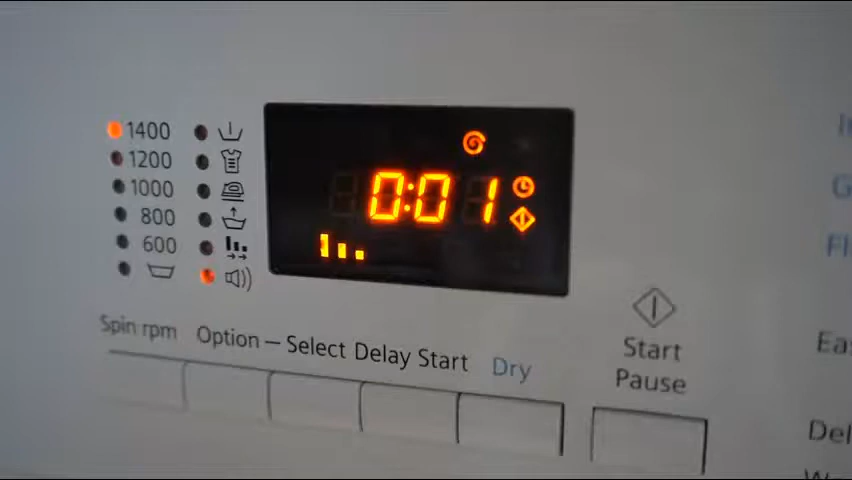 1400
1200
1000
800
600
0:01
Spin rpm
Option – Select
Delay Start
Dry
Start
Pause